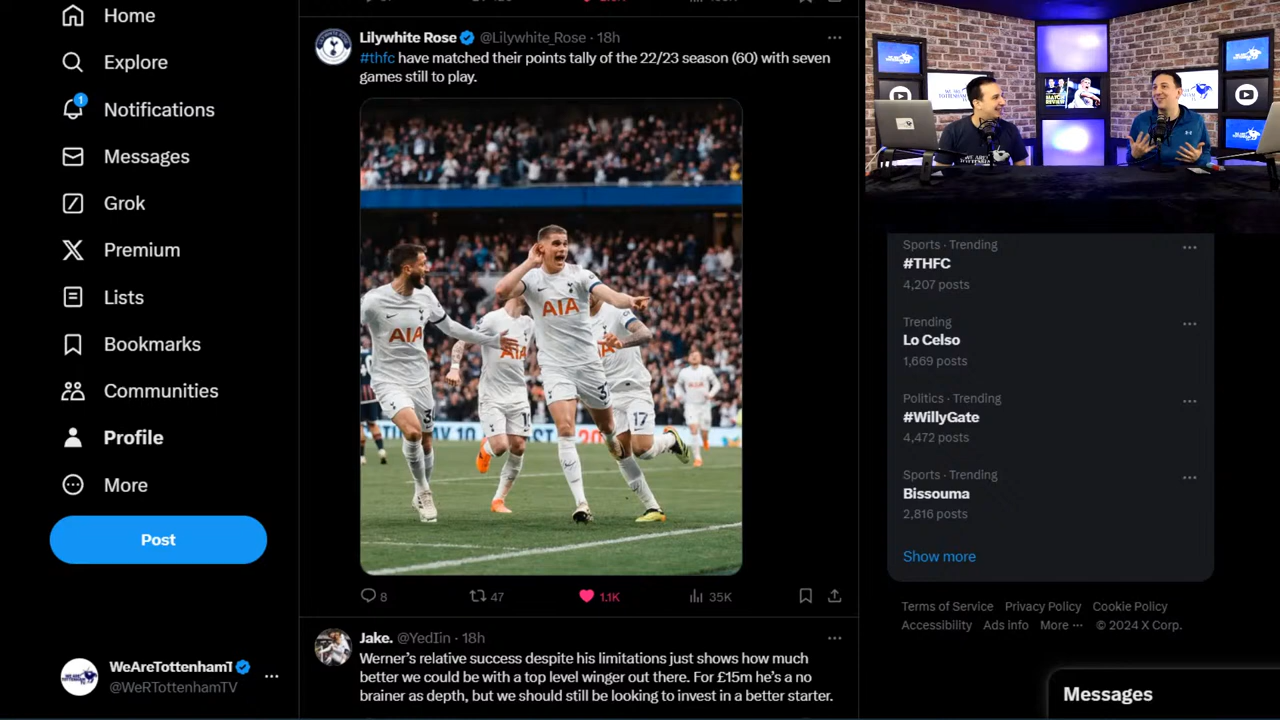 Home
Explore
1
Notifications
Messages
Grok
Premium
Lists
Bookmarks
Communities
Profile
More
Post
WeAreTottenhamT
@WeRTottenhamTV
Lilywhite Rose @Lilywhite_Rose · 18h
#thfc have matched their points tally of the 22/23 season (60) with seven
games still to play.
AIA
AIA
17
8
47
1.1K
35K
Jake. @YedIin · 18h
Werner's relative success despite his limitations just shows how much
better we could be with a top level winger out there. For £15m he's a no
brainer as depth, but we should still be looking to invest in a better starter.
Sports · Trending
#THFC
4,207 posts
Trending
Lo Celso
1,669 posts
Politics · Trending
#WillyGate
4,472 posts
Sports · Trending
Bissouma
2,816 posts
Show more
Terms of Service Privacy Policy Cookie Policy
Accessibility Ads info More ··· © 2024 X Corp.
Messages